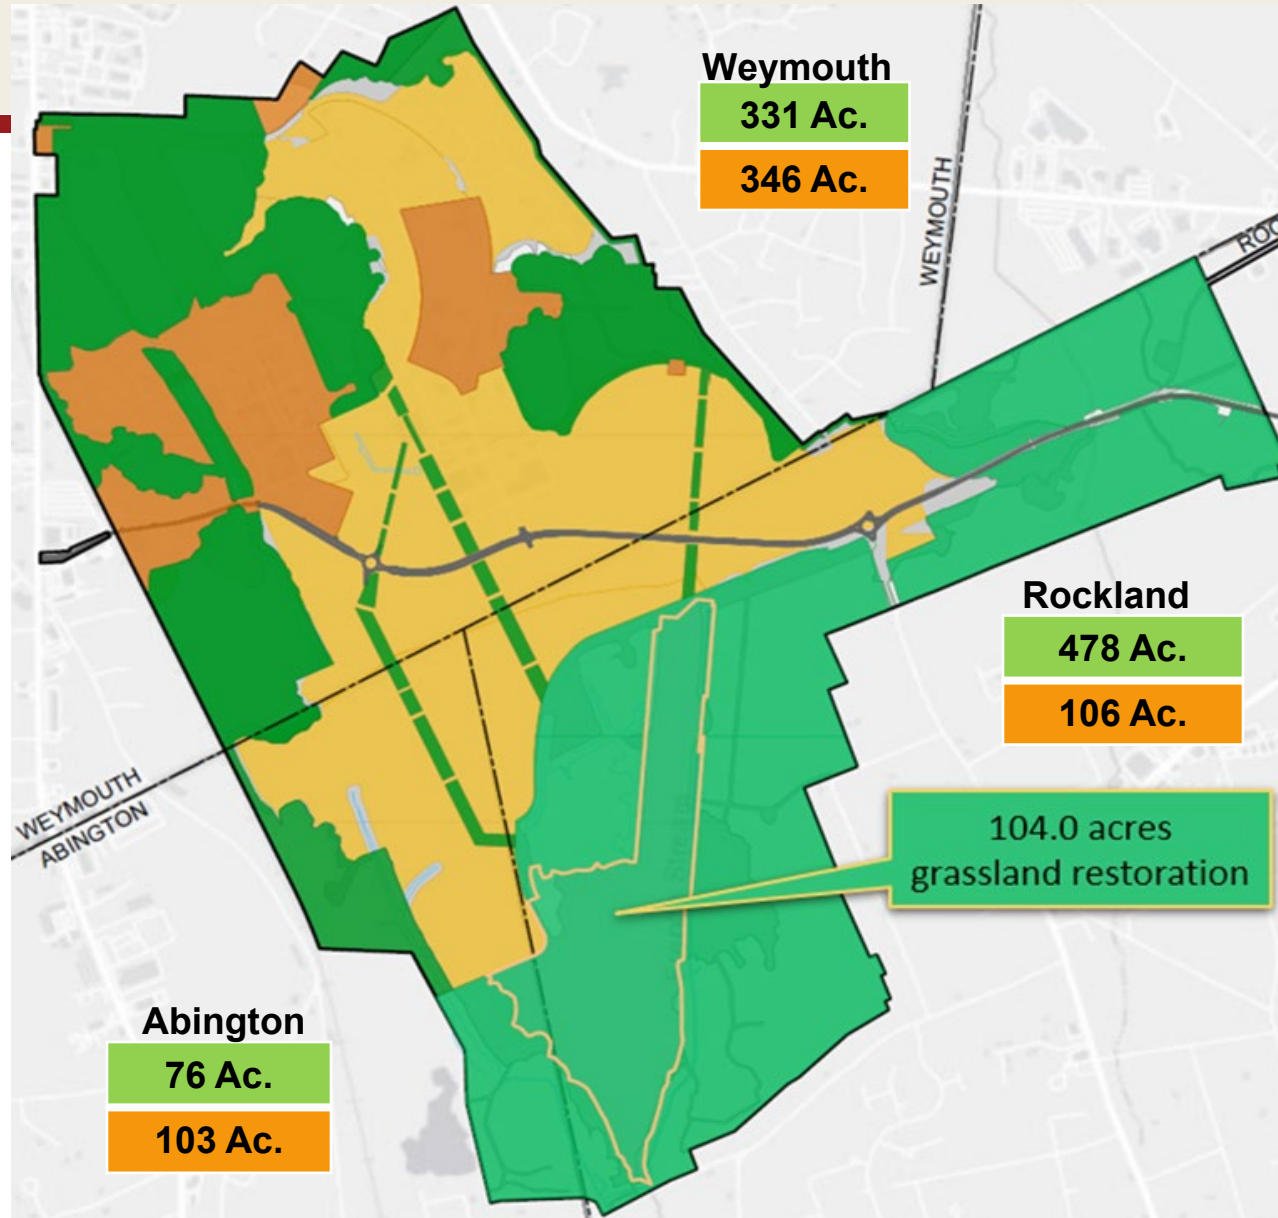 Weymouth
331 Ac.
346 Ac.
WEYMOUTH
Rockland
478 Ac.
106 Ac.
WEYMOUTH
ABINGTON
104.0 acres
grassland restoration
Abington
76 Ac.
103 Ac.